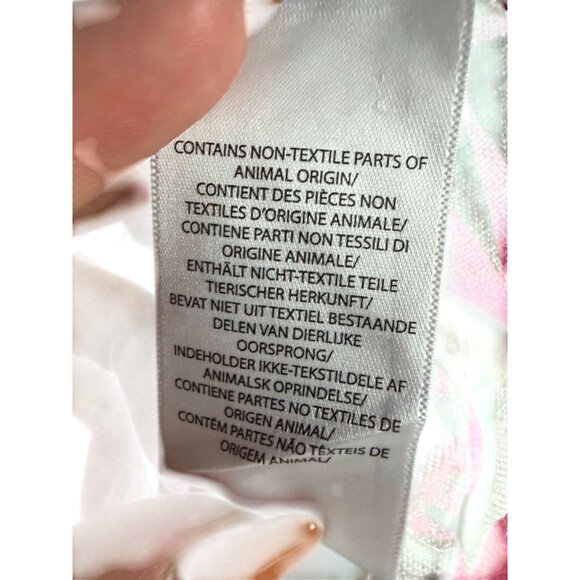 CONTAINS NON-TEXTILE PARTS OF
ANIMAL ORIGIN/
CONTIENT DES PIÈCES NON
TEXTILES D'ORIGINE ANIMALE/
CONTIENE PARTI NON TESSILI DI
ORIGINE ANIMALE/
ENTHÄLT NICHT-TEXTILE TEILE
TIERISCHER HERKUNFT/
BEVAT NIET UIT TEXTIEL BESTAANDE
DELEN VAN DIERLIJKE
OORSPRONG/
INDEHOLDER IKKE-TEKSTILDELE AF
ANIMALSK OPRINDELSE/
CONTIENE PARTES NO TEXTILES DE
ORIGEN ANIMAL/
CONTÉM PARTES NÃO TÊXTEIS DE
ORIGEM ANIMAL/